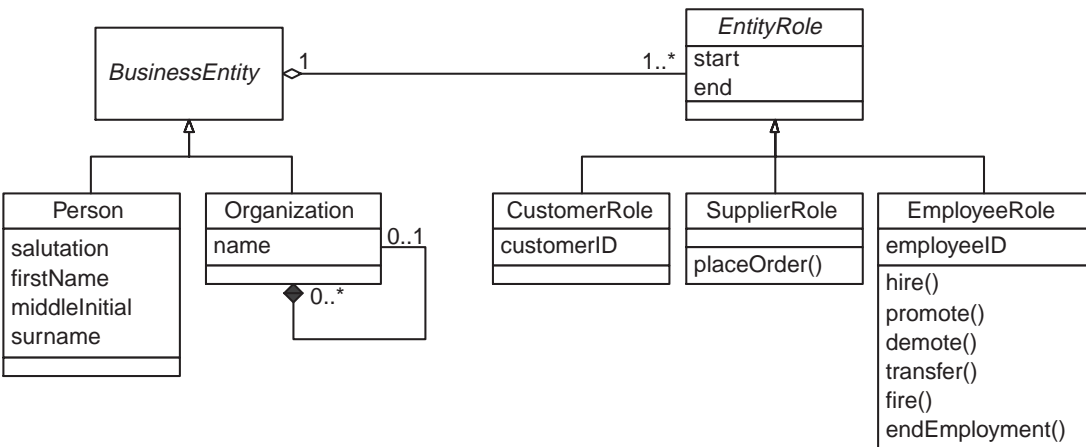 BusinessEntity
1
1..*
EntityRole
start
end
Person
salutation
firstName
middleInitial
surname
Organization
name
0..1
0..*
CustomerRole
customerID
SupplierRole
placeOrder()
EmployeeRole
employeeID
hire()
promote()
demote()
transfer()
fire()
endEmployment()